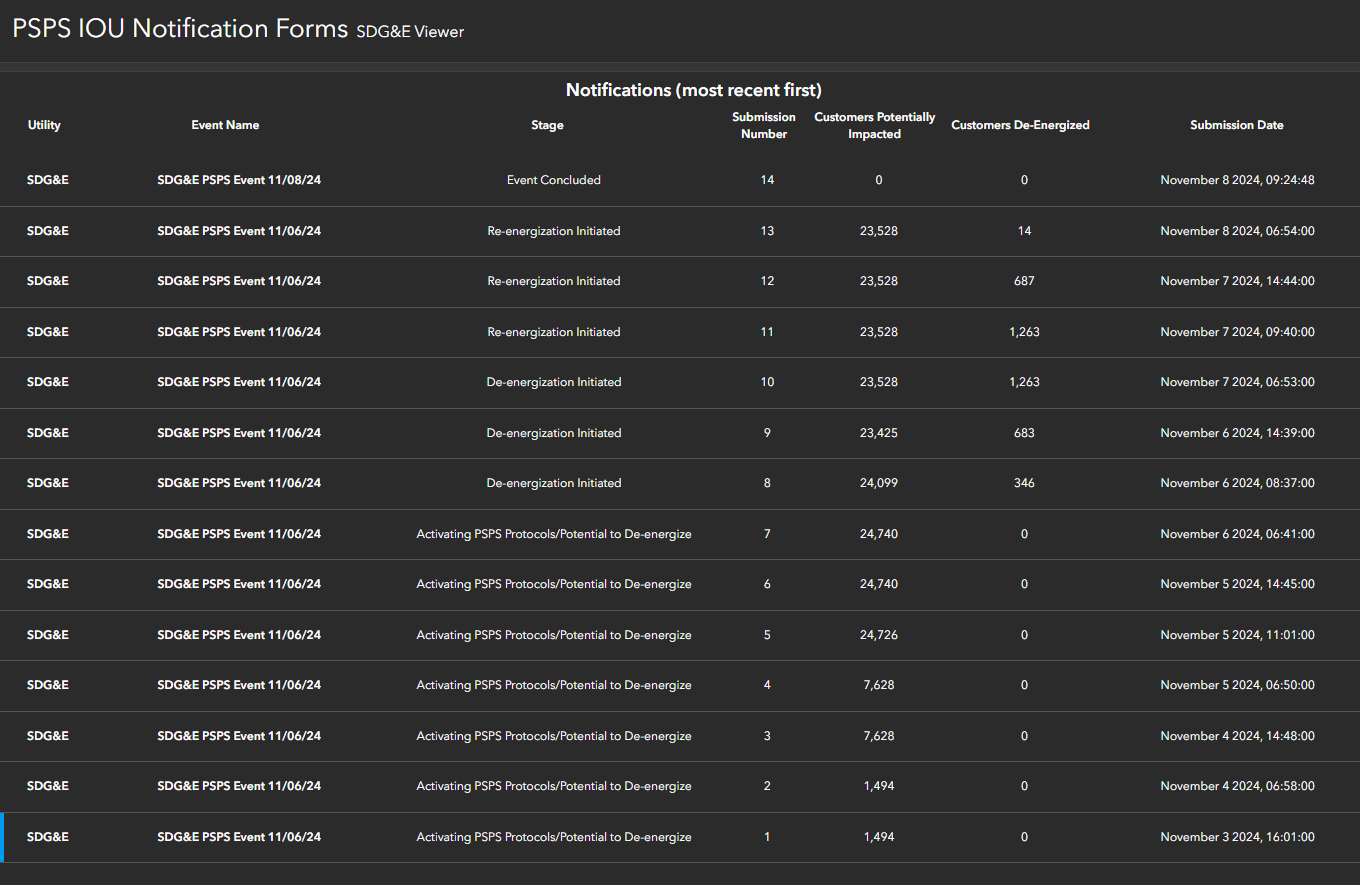 PSPS IOU Notification Forms SDG&E Viewer
Notifications (most recent first)
Utility Event Name Stage Submission Number Customers Potentially Impacted Customers De-Energized Submission Date
SDG&E SDG&E PSPS Event 11/08/24 Event Concluded 14 0 0 November 8 2024, 09:24:48
SDG&E SDG&E PSPS Event 11/06/24 Re-energization Initiated 13 23,528 14 November 8 2024, 06:54:00
SDG&E SDG&E PSPS Event 11/06/24 Re-energization Initiated 12 23,528 687 November 7 2024, 14:44:00
SDG&E SDG&E PSPS Event 11/06/24 Re-energization Initiated 11 23,528 1,263 November 7 2024, 09:40:00
SDG&E SDG&E PSPS Event 11/06/24 De-energization Initiated 10 23,528 1,263 November 7 2024, 06:53:00
SDG&E SDG&E PSPS Event 11/06/24 De-energization Initiated 9 23,425 683 November 6 2024, 14:39:00
SDG&E SDG&E PSPS Event 11/06/24 De-energization Initiated 8 24,099 346 November 6 2024, 08:37:00
SDG&E SDG&E PSPS Event 11/06/24 Activating PSPS Protocols/Potential to De-energize 7 24,740 0 November 6 2024, 06:41:00
SDG&E SDG&E PSPS Event 11/06/24 Activating PSPS Protocols/Potential to De-energize 6 24,740 0 November 5 2024, 14:45:00
SDG&E SDG&E PSPS Event 11/06/24 Activating PSPS Protocols/Potential to De-energize 5 24,726 0 November 5 2024, 11:01:00
SDG&E SDG&E PSPS Event 11/06/24 Activating PSPS Protocols/Potential to De-energize 4 7,628 0 November 5 2024, 06:50:00
SDG&E SDG&E PSPS Event 11/06/24 Activating PSPS Protocols/Potential to De-energize 3 7,628 0 November 4 2024, 14:48:00
SDG&E SDG&E PSPS Event 11/06/24 Activating PSPS Protocols/Potential to De-energize 2 1,494 0 November 4 2024, 06:58:00
SDG&E SDG&E PSPS Event 11/06/24 Activating PSPS Protocols/Potential to De-energize 1 1,494 0 November 3 2024, 16:01:00